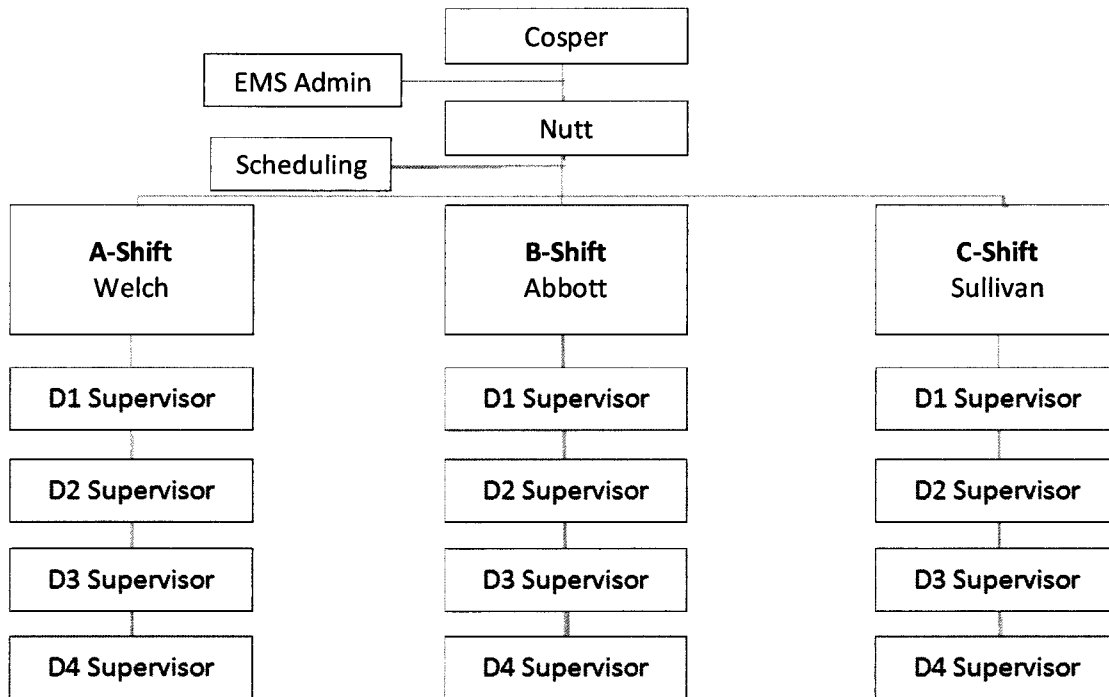 Cosper
EMS Admin
Nutt
Scheduling
A-Shift
Welch
B-Shift
Abbott
C-Shift
Sullivan
D1 Supervisor
D1 Supervisor
D1 Supervisor
D2 Supervisor
D2 Supervisor
D2 Supervisor
D3 Supervisor
D3 Supervisor
D3 Supervisor
D4 Supervisor
D4 Supervisor
D4 Supervisor